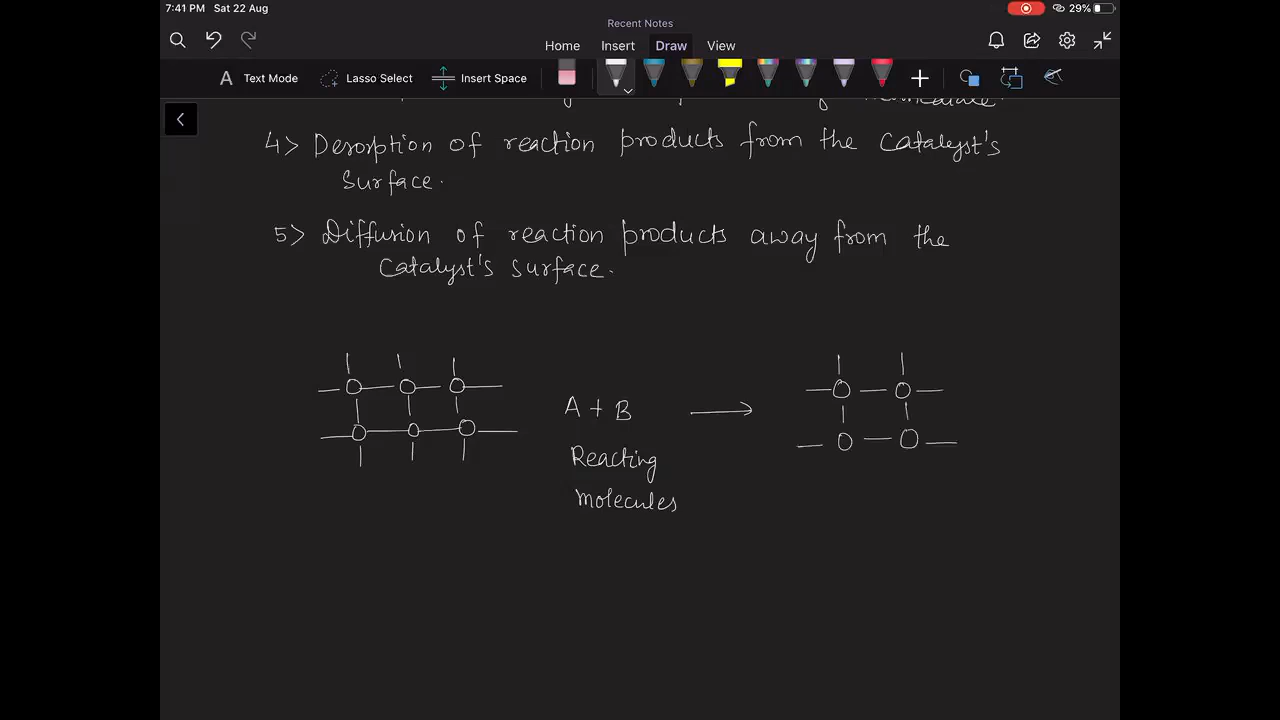 7:41 PM Sat 22 Aug
29%
Recent Notes
Home Insert Draw View
A Text Mode Lasso Select Insert Space
4> Desorption of reaction products from the Catalyst's
Surface.
5> Diffusion of reaction products away from the
Catalyst's surface.
A + B
Reacting
molecules